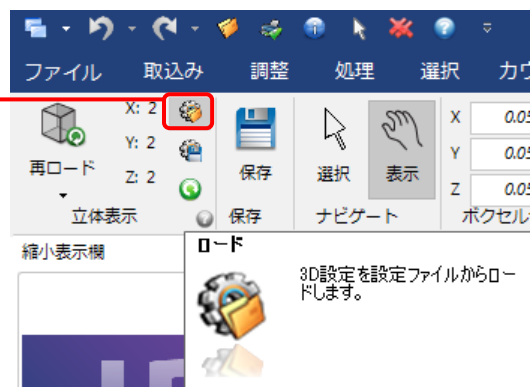 ファイル 取込み 調整 処理 選択
X: 2
Y: 2
Z: 2
再ロード
立体表示
保存
保存
選択
表示
ナビゲート
X 0.05
Y 0.05
Z 0.05
ボクセル
縮小表示欄
ロード
3D設定を設定ファイルからロー
ドします。